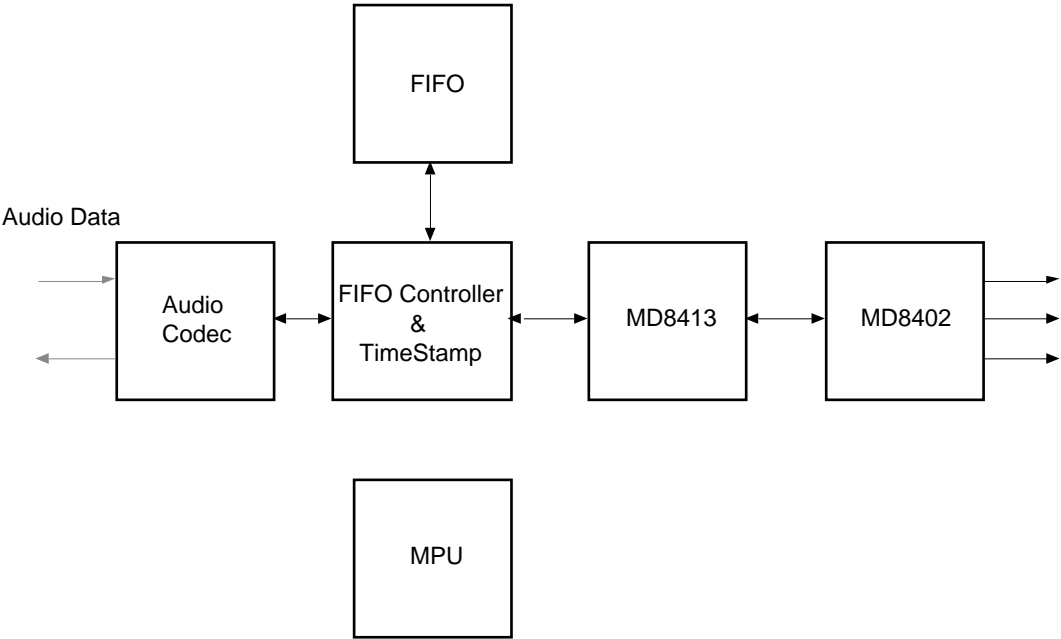 FIFO
Audio Data
Audio
Codec
FIFO Controller
&
TimeStamp
MD8413
MD8402
MPU